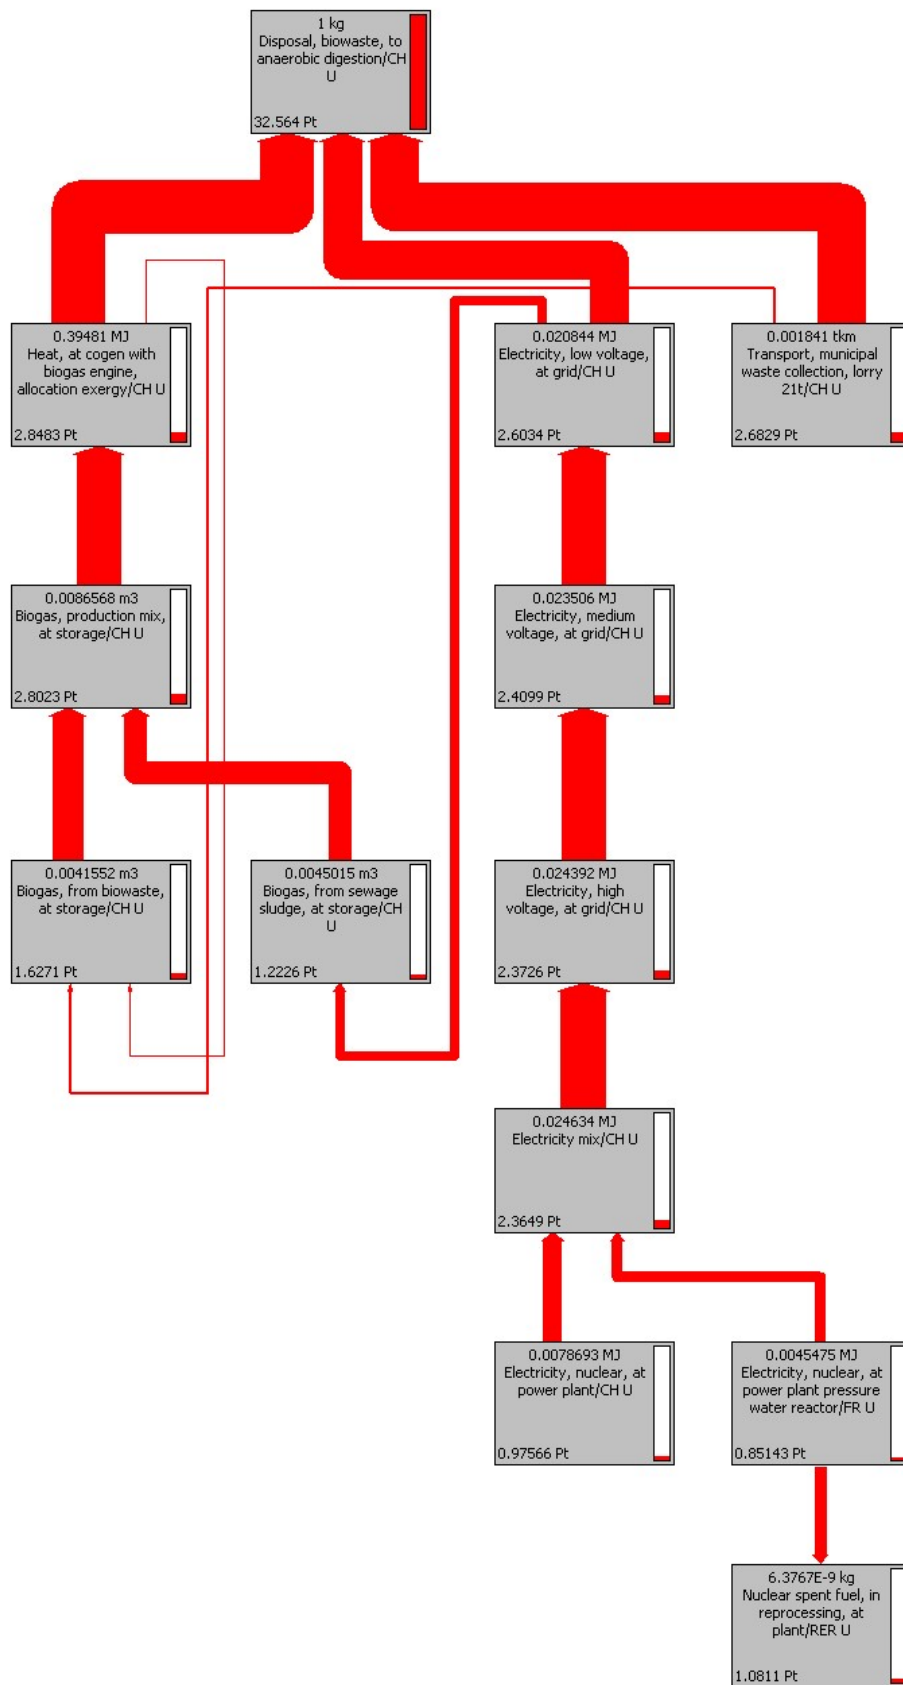 1 kg
Disposal, biowaste, to
anaerobic digestion/CH
U
32.564 Pt
0.39481 MJ
Heat, at cogen with
biogas engine,
allocation exergy/CH U
2.8483 Pt
0.020844 MJ
Electricity, low voltage,
at grid/CH U
2.6034 Pt
0.001841 tkm
Transport, municipal
waste collection, lorry
21t/CH U
2.6829 Pt
0.0086568 m3
Biogas, production mix,
at storage/CH U
2.8023 Pt
0.023506 MJ
Electricity, medium
voltage, at grid/CH U
2.4099 Pt
0.0041552 m3
Biogas, from biowaste,
at storage/CH U
1.6271 Pt
0.0045015 m3
Biogas, from sewage
sludge, at storage/CH
U
1.2226 Pt
0.024392 MJ
Electricity, high
voltage, at grid/CH U
2.3726 Pt
0.024634 MJ
Electricity mix/CH U
2.3649 Pt
0.0078693 MJ
Electricity, nuclear, at
power plant/CH U
0.97566 Pt
0.0045475 MJ
Electricity, nuclear, at
power plant pressure
water reactor/FR U
0.85143 Pt
6.3767E-9 kg
Nuclear spent fuel, in
reprocessing, at
plant/RER U
1.0811 Pt